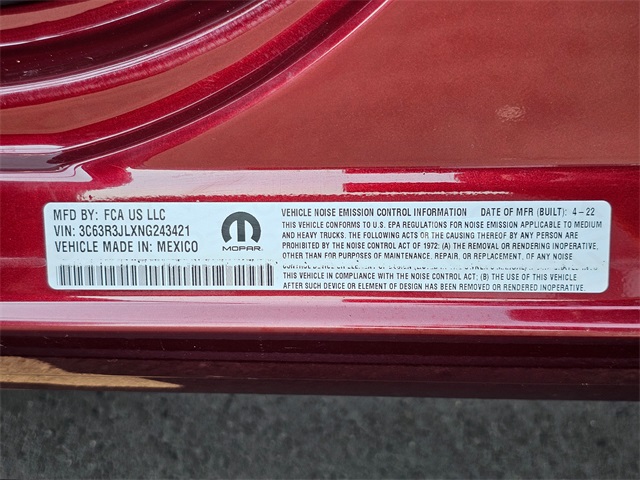 MFD BY: FCA US LLC
VIN: 3C63R3JLXNG243421
VEHICLE MADE IN: MEXICO
MOPAR
VEHICLE NOISE EMISSION CONTROL INFORMATION DATE OF MFR (BUILT): 4-22
THIS VEHICLE CONFORMS TO U.S. EPA REGULATIONS FOR NOISE EMISSION APPLICABLE TO MEDIUM
AND HEAVY TRUCKS. THE FOLLOWING ACTS OR THE CAUSING THEREOF BY ANY PERSON
ARE PROHIBITED BY THE NOISE CONTROL ACT OF 1972: (A) THE REMOVAL OR RENDERING INOPERATIVE,
OTHER THAN FOR PURPOSES OF MAINTENANCE. REPAIR, OR REPLACEMENT, OF ANY NOISE
THIS VEHICLE IN COMPLIANCE WITH THE NOISE CONTROL ACT; (B) THE USE OF THIS VEHICLE
AFTER SUCH DEVICE OR ELEMENT OF DESIGN HAS BEEN REMOVED OR RENDERED INOPERATIVE.